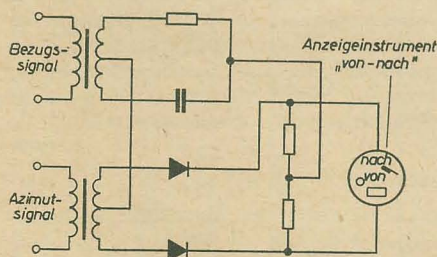 Bezugs-
signal
Anzeigeinstrument
„von-nach"
nach
von
Azimut-
signal